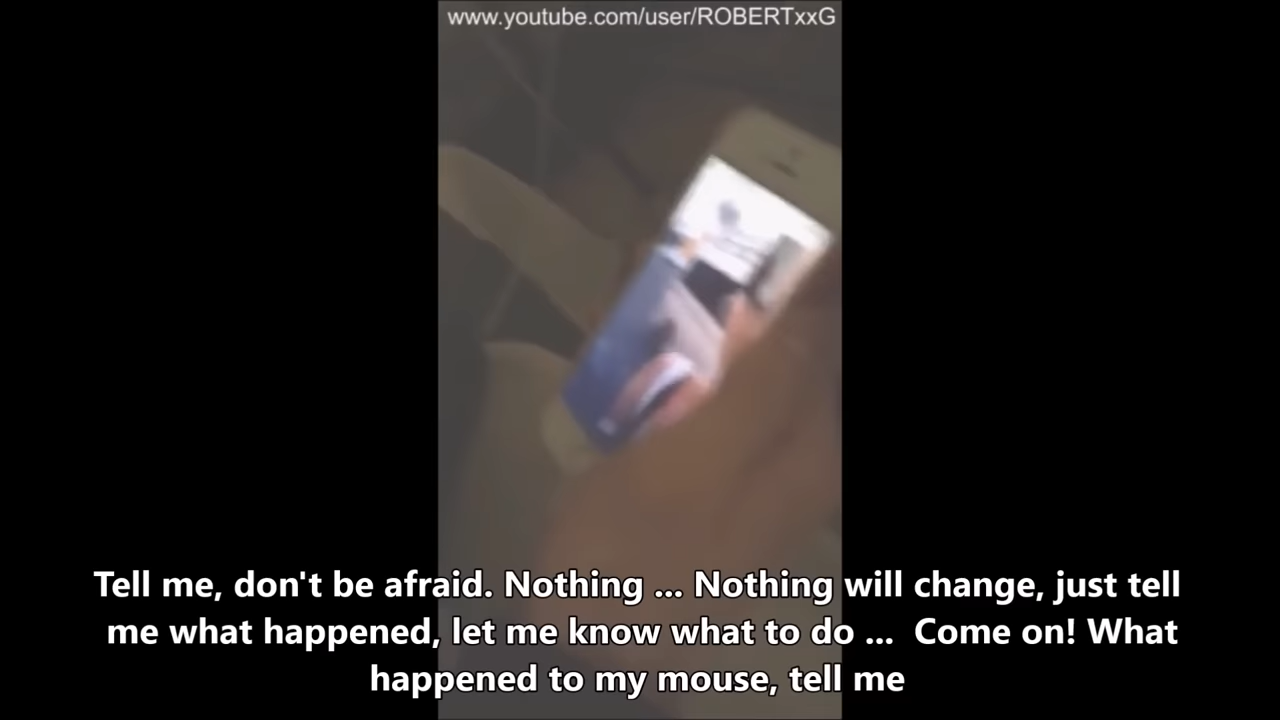 www.youtube.com/user/ROBERTxxG
Tell me, don't be afraid. Nothing ... Nothing will change, just tell
me what happened, let me know what to do ...  Come on! What
happened to my mouse, tell me